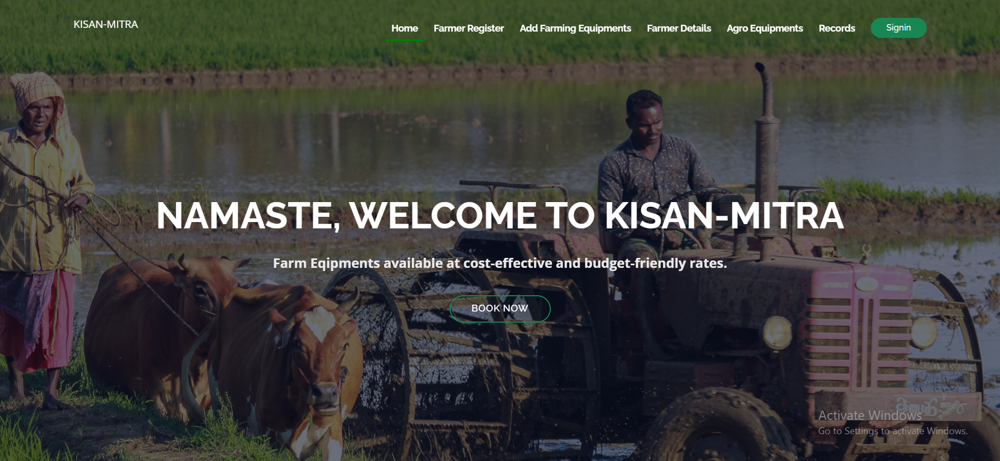 KISAN-MITRA
Home Farmer Register Add Farming Equipments Farmer Details Agro Equipments Records Signin
NAMASTE, WELCOME TO KISAN-MITRA
Farm Eqipments available at cost-effective and budget-friendly rates.
BOOK NOW
Activate Windows
Go to Settings to activate Windows.